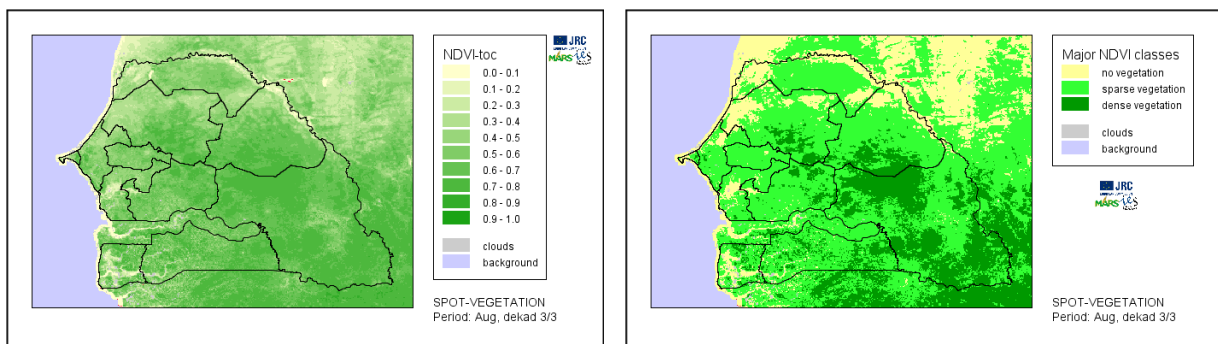 NDVI-toc
0.0 - 0.1
0.1 - 0.2
0.2 - 0.3
0.3 - 0.4
0.4 - 0.5
0.5 - 0.6
0.6 - 0.7
0.7 - 0.8
0.8 - 0.9
0.9 - 1.0
clouds
background
JRC
MARS
SPOT-VEGETATION
Period: Aug, dekad 3/3
Major NDVI classes
no vegetation
sparse vegetation
dense vegetation
clouds
background
JRC
MARS
SPOT-VEGETATION
Period: Aug, dekad 3/3